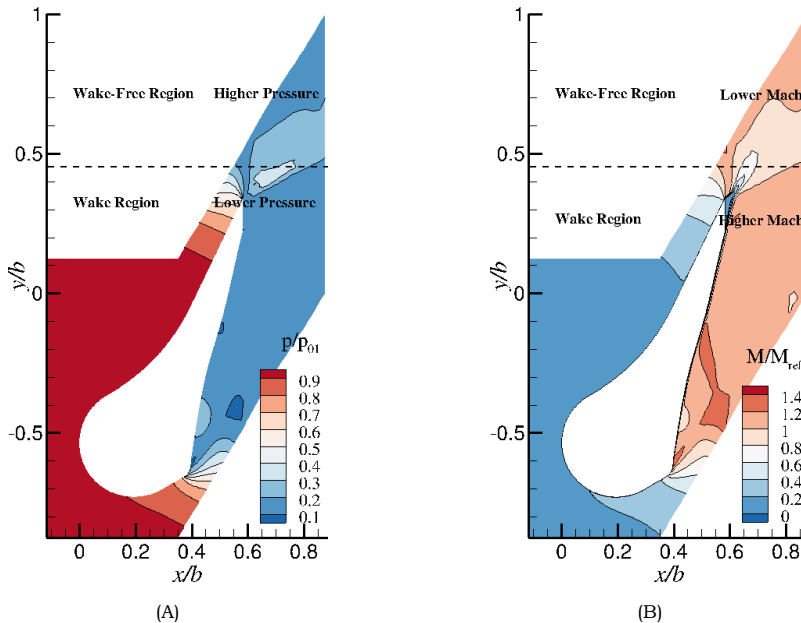 1
0.5
0
-0.5
y/b
0 0.2 0.4 0.6 0.8
x/b
Wake-Free Region
Higher Pressure
Wake Region
Lower Pressure
p/p01
0.9
0.8
0.7
0.6
0.5
0.4
0.3
0.2
0.1
(A)
1
0.5
0
-0.5
y/b
0 0.2 0.4 0.6 0.8
x/b
Wake-Free Region
Lower Mach
Wake Region
Higher Mach
M/Mref
1.4
1.2
1
0.8
0.6
0.4
0.2
0
(B)